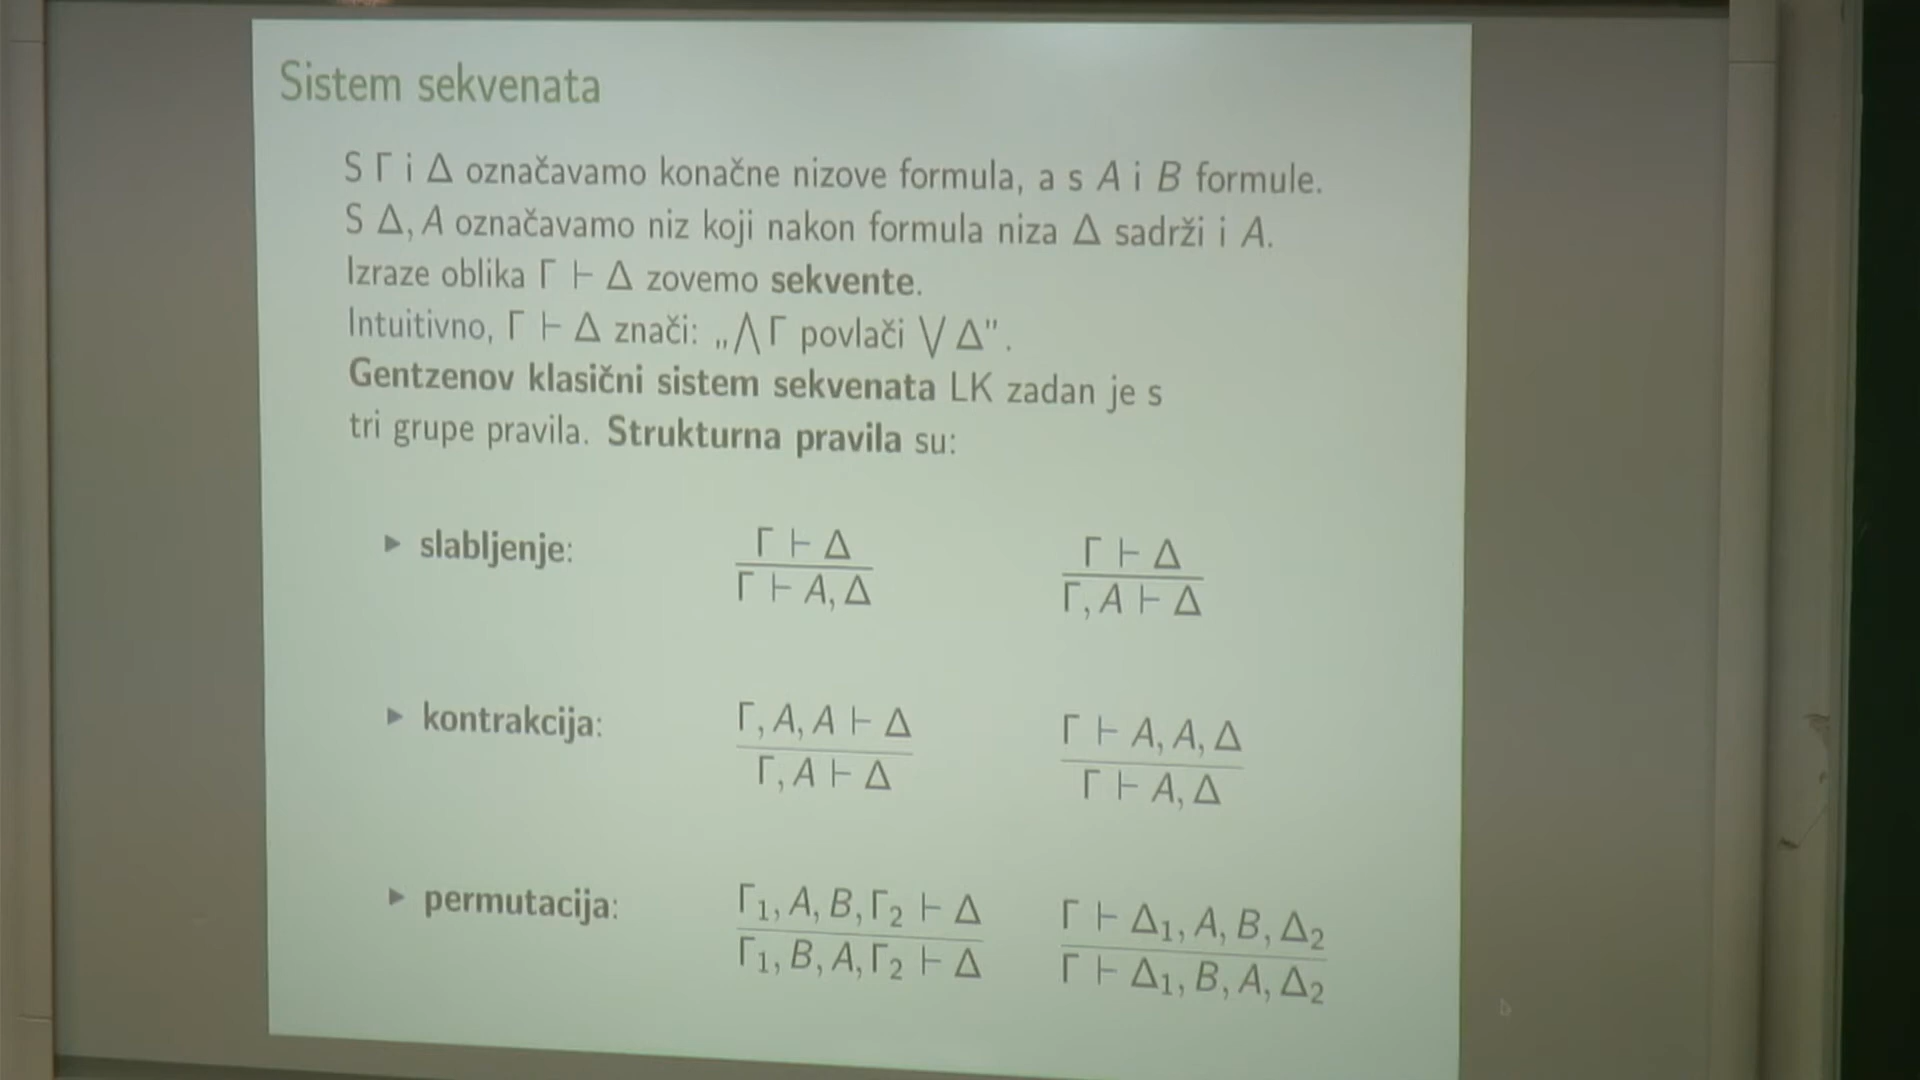 Sistem sekvenata
S Γ i Δ označavamo konačne nizove formula, a s A i B formule.
S Δ, A označavamo niz koji nakon formula niza Δ sadrži i A.
Izraze oblika Γ ⊢ Δ zovemo sekvente.
Intuitivno, Γ ⊢ Δ znači: „⋀ Γ povlači ⋁ Δ".
Gentzenov klasični sistem sekvenata LK zadan je s
tri grupe pravila. Strukturna pravila su:
▶ slabljenje:
Γ ⊢ Δ
Γ ⊢ A, Δ
Γ ⊢ Δ
Γ, A ⊢ Δ
▶ kontrakcija:
Γ, A, A ⊢ Δ
Γ, A ⊢ Δ
Γ ⊢ A, A, Δ
Γ ⊢ A, Δ
▶ permutacija:
Γ₁, A, B, Γ₂ ⊢ Δ
Γ₁, B, A, Γ₂ ⊢ Δ
Γ ⊢ Δ₁, A, B, Δ₂
Γ ⊢ Δ₁, B, A, Δ₂